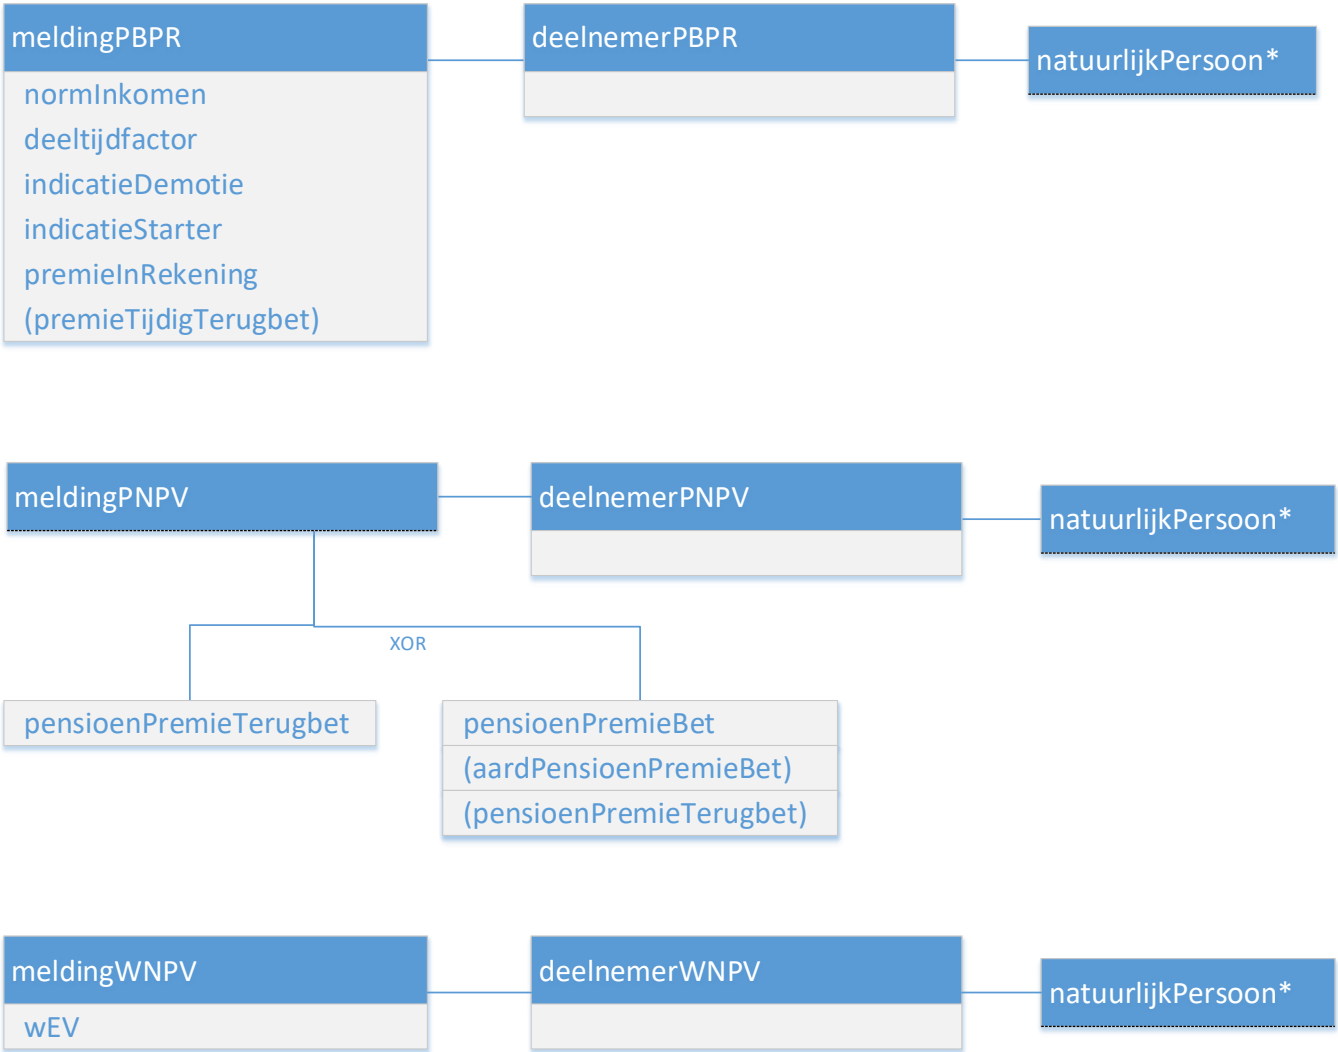 meldingPBPR
deelnemerPBPR
natuurlijkPersoon*
normInkomen
deeltijdfactor
indicatieDemotie
indicatieStarter
premieInRekening
(premieTijdigTerugbet)
meldingPNPV
deelnemerPNPV
natuurlijkPersoon*
XOR
pensioenPremieTerugbet
pensioenPremieBet
(aardPensioenPremieBet)
(pensioenPremieTerugbet)
meldingWNPV
deelnemerWNPV
natuurlijkPersoon*
wEV